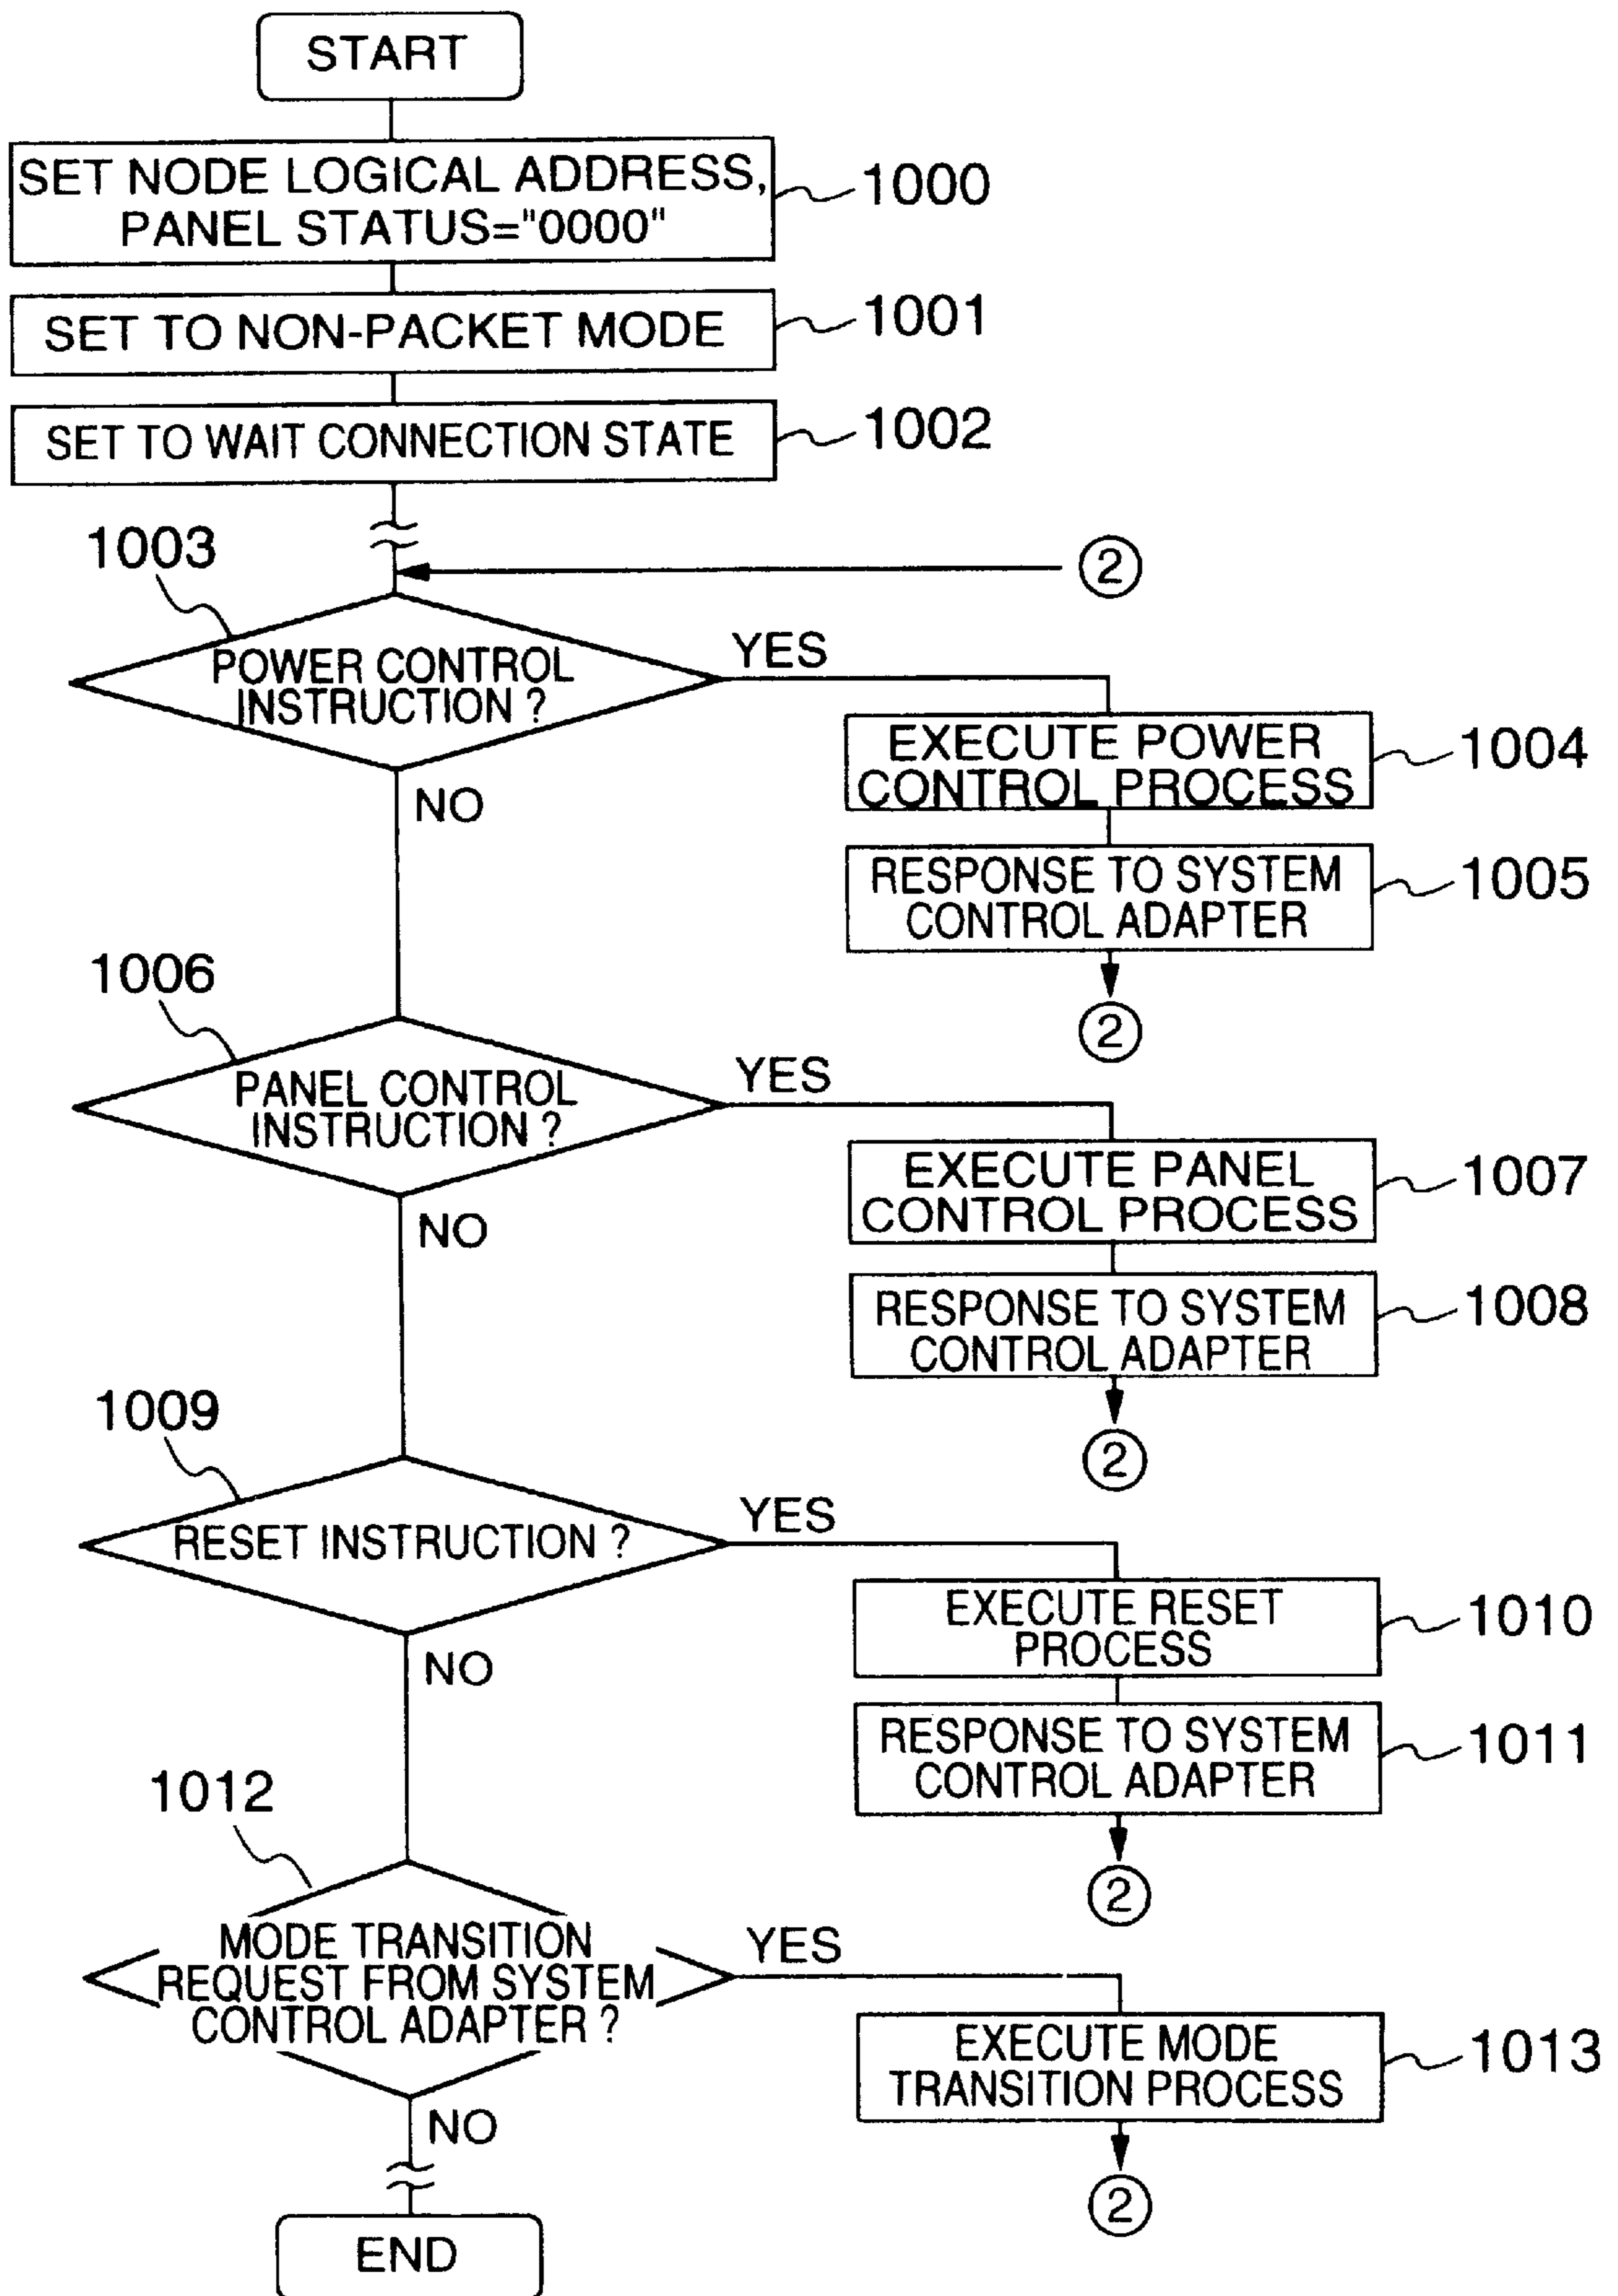 START
SET NODE LOGICAL ADDRESS,
PANEL STATUS="0000"
1000
SET TO NON-PACKET MODE
1001
SET TO WAIT CONNECTION STATE
1002
1003
2
POWER CONTROL
INSTRUCTION ?
YES
NO
EXECUTE POWER
CONTROL PROCESS
1004
RESPONSE TO SYSTEM
CONTROL ADAPTER
1005
2
1006
PANEL CONTROL
INSTRUCTION ?
YES
NO
EXECUTE PANEL
CONTROL PROCESS
1007
RESPONSE TO SYSTEM
CONTROL ADAPTER
1008
2
1009
RESET INSTRUCTION ?
YES
NO
EXECUTE RESET
PROCESS
1010
RESPONSE TO SYSTEM
CONTROL ADAPTER
1011
2
1012
MODE TRANSITION
REQUEST FROM SYSTEM
CONTROL ADAPTER ?
YES
NO
EXECUTE MODE
TRANSITION PROCESS
1013
2
END